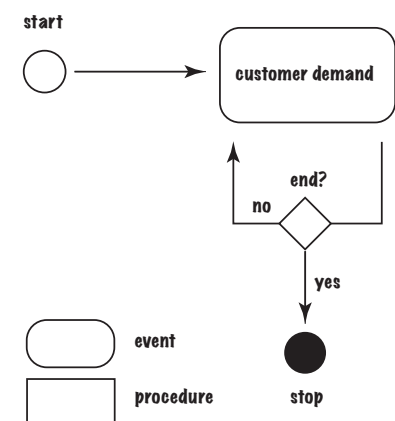 start
customer demand
end?
no
yes
event
procedure
stop